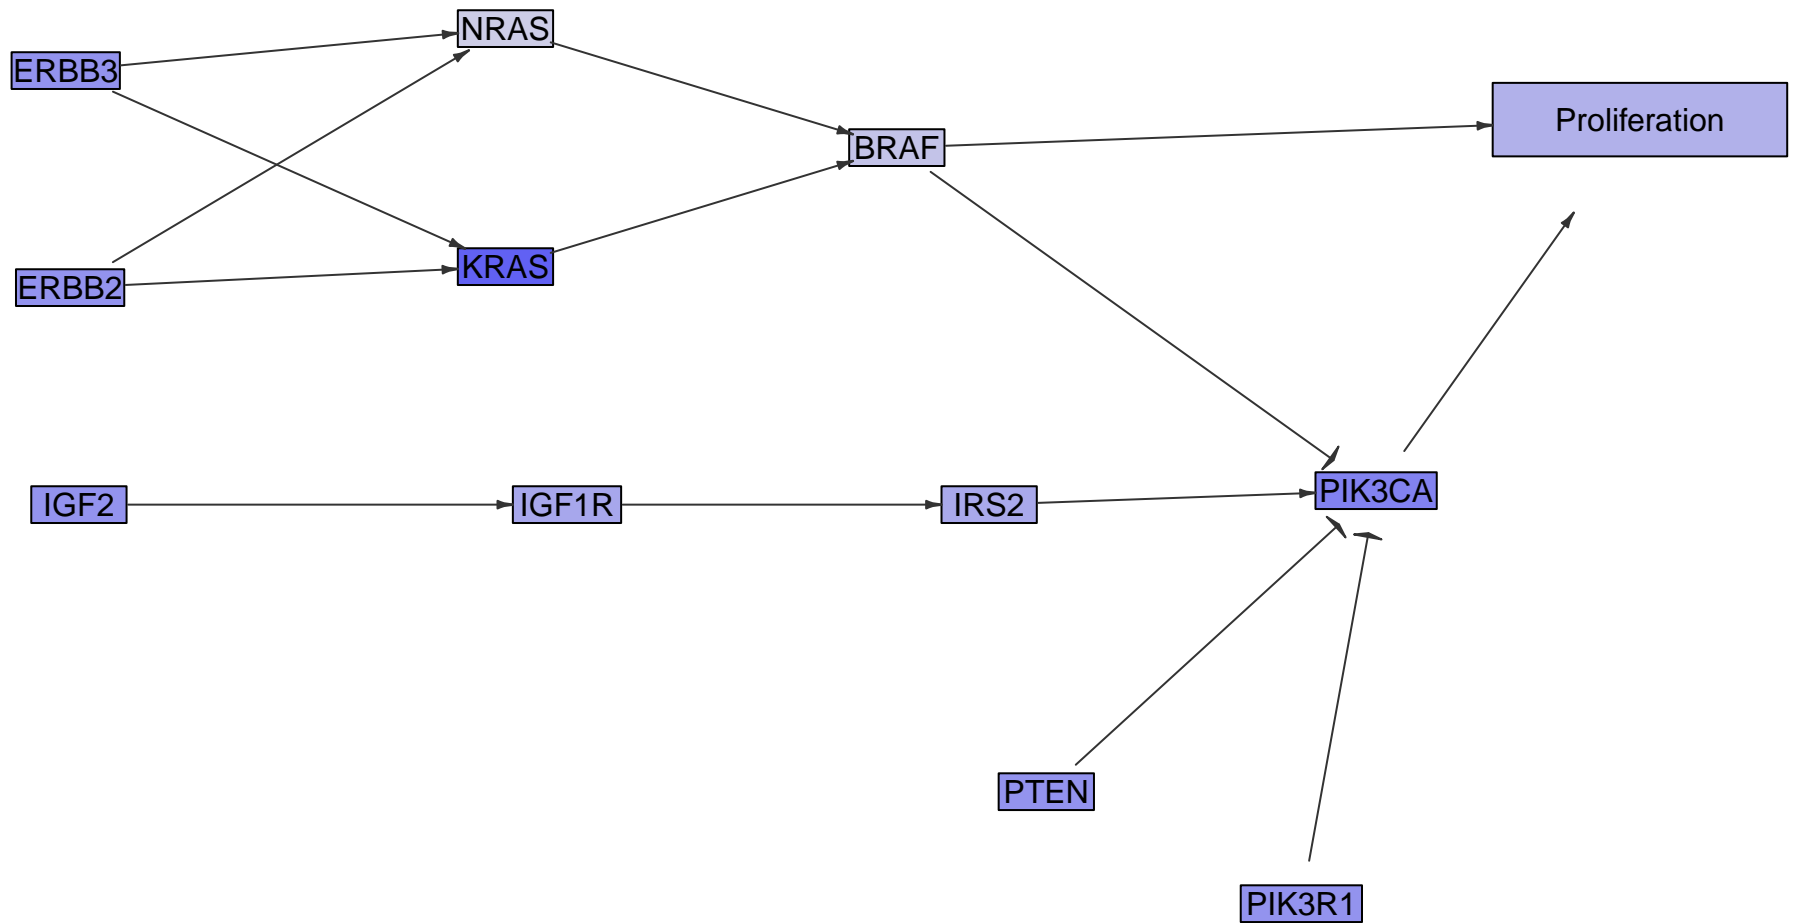 NRAS
ERBB3
Proliferation
BRAF
KRAS
ERBB2
PIK3CA
IGF2
IGF1R
IRS2
PTEN
PIK3R1